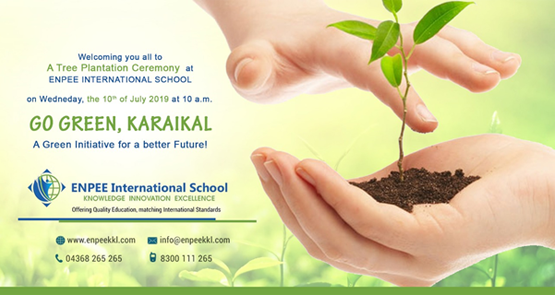 Welcoming you all to
A Tree Plantation Ceremony at
ENPEE INTERNATIONAL SCHOOL
on Wedneday, the 10th of July 2019 at 10 a.m.
GO GREEN, KARAIKAL
A Green Initiative for a better Future!
ENPEE International School
KNOWLEDGE INNOVATION EXCELLENCE
Offering Quality Education, matching International Standards
www.enpeekkl.com info@enpeekkl.com
04368 265 265 8300 111 265